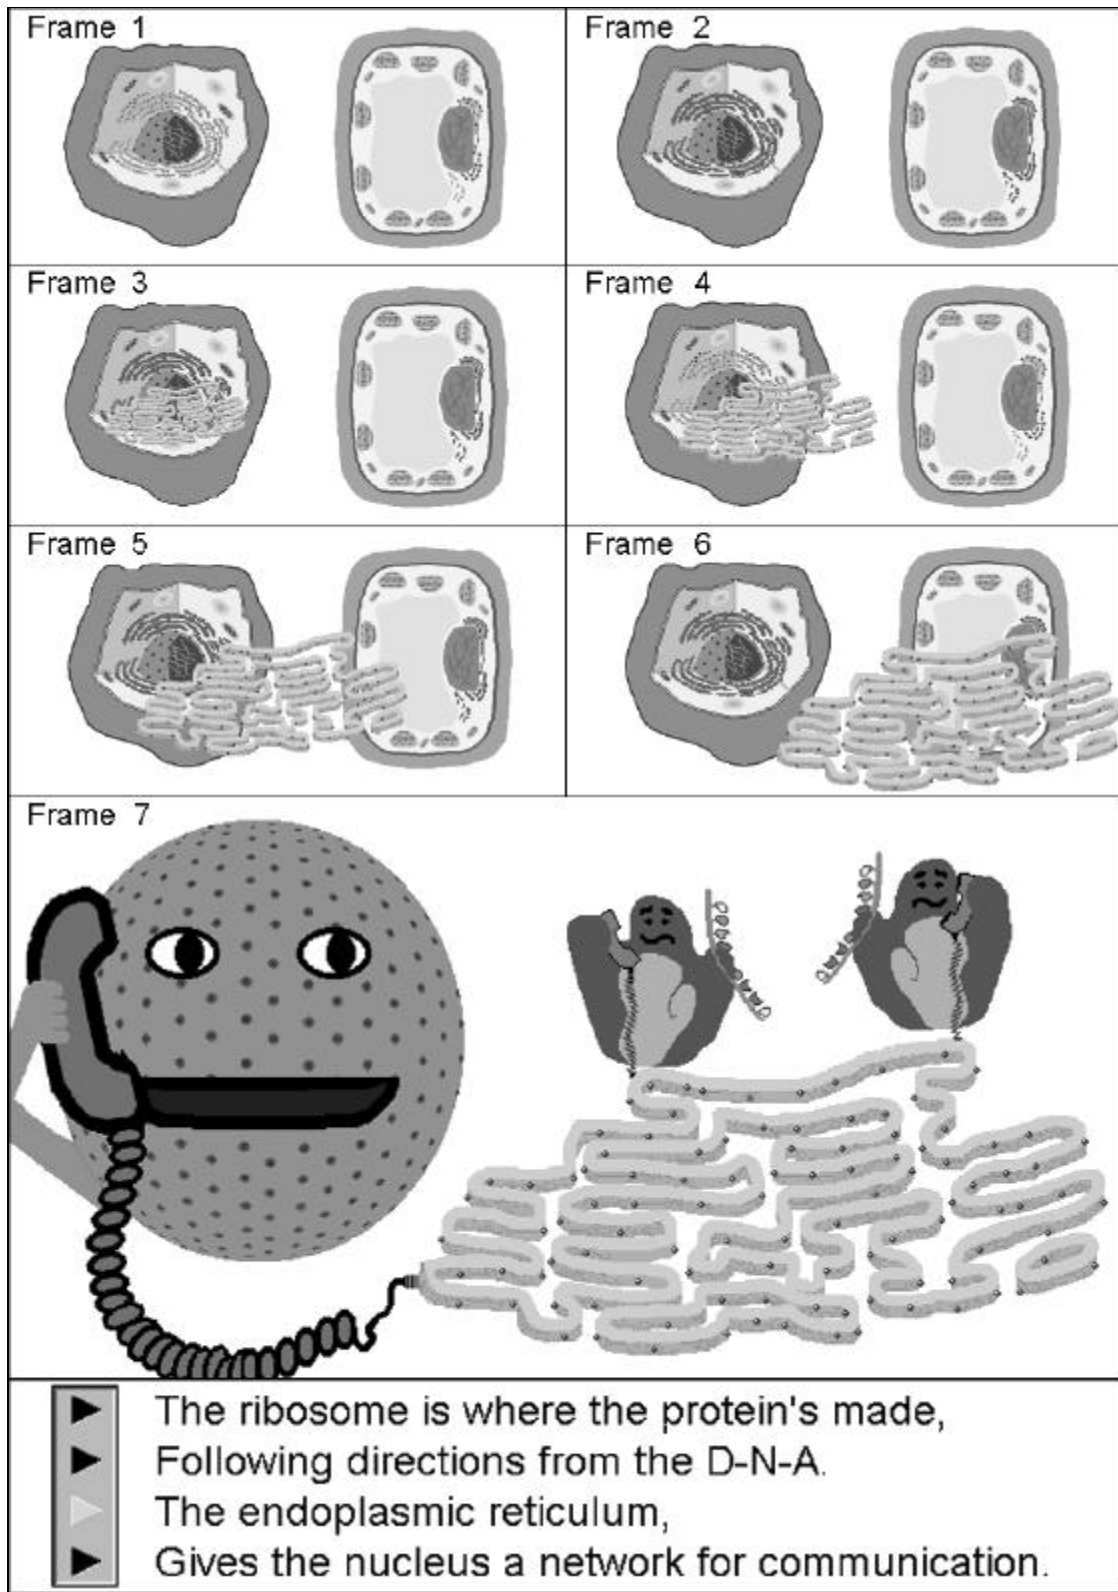 Frame 1
Frame 2
Frame 3
Frame 4
Frame 5
Frame 6
Frame 7
The ribosome is where the protein's made,
Following directions from the D-N-A.
The endoplasmic reticulum,
Gives the nucleus a network for communication.